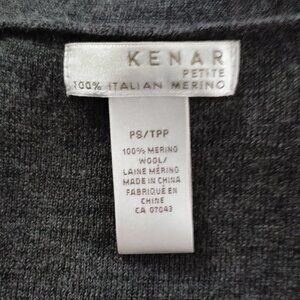 KENAR
PETITE
100% ITALIAN MERINO
PS/TPP
100% MERINO
WOOL/
LAINE MÉRINO
MADE IN CHINA
FABRIQUÉ EN
CHINE
CA 07043